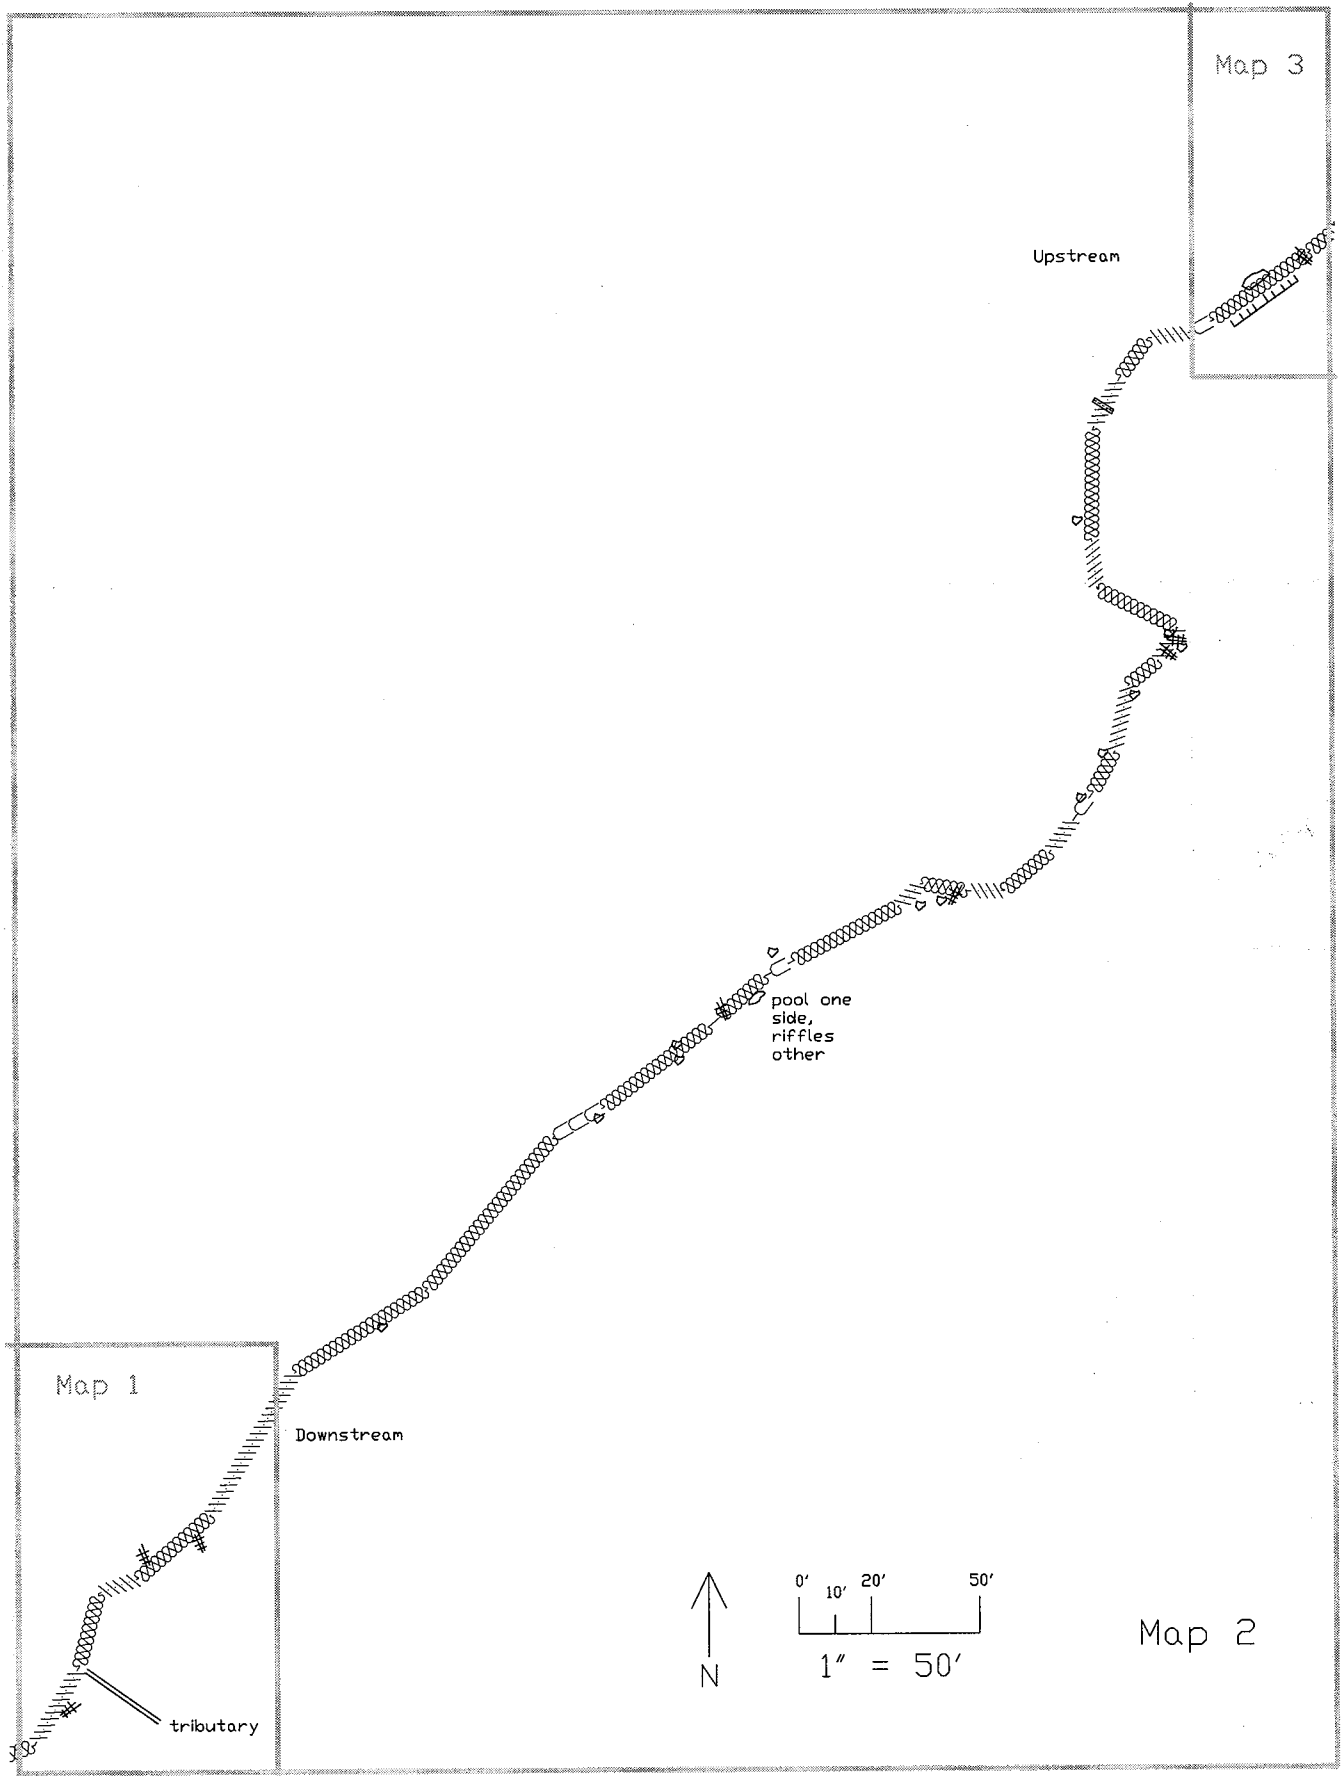 Map 3
Upstream
pool one
side,
riffles
other
Map 1
Downstream
0' 10' 20' 50'
Map 2
1" = 50'
N
tributary